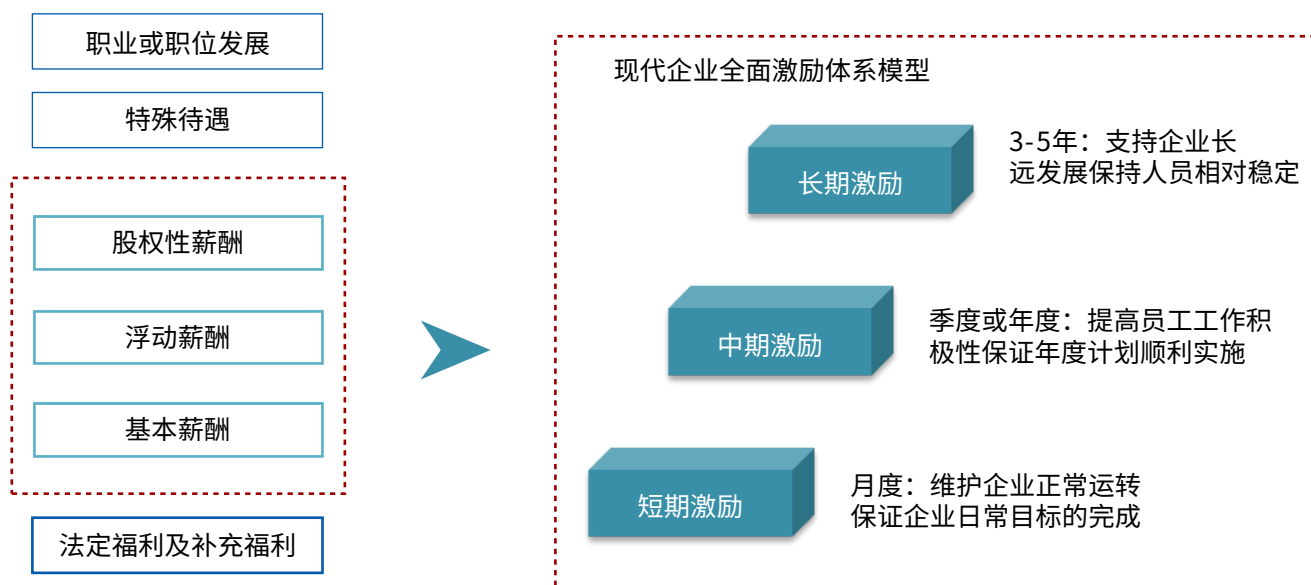 职业或职位发展
特殊待遇
股权性薪酬
浮动薪酬
基本薪酬
法定福利及补充福利
现代企业全面激励体系模型
长期激励
3-5年：支持企业长
远发展保持人员相对稳定
中期激励
季度或年度：提高员工工作积
极性保证年度计划顺利实施
短期激励
月度：维护企业正常运转
保证企业日常目标的完成